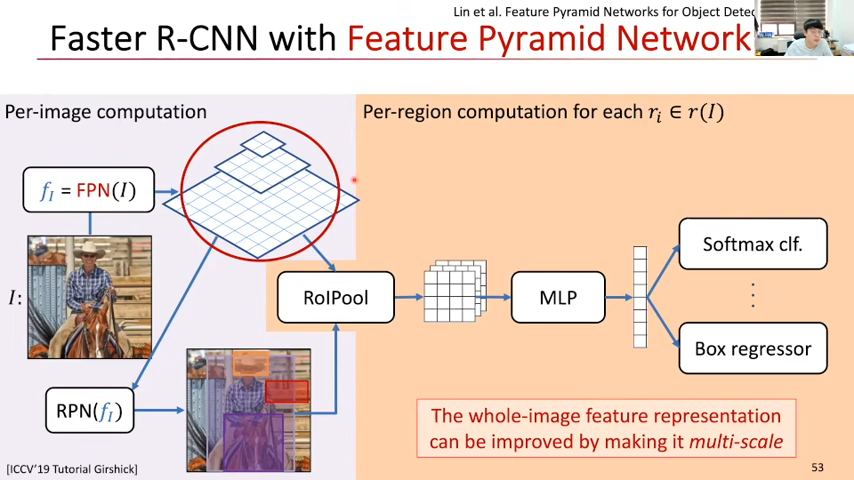 Lin et al. Feature Pyramid Networks for Object
Faster R-CNN with Feature Pyramid Network
Per-image computation
Per-region computation for each r_i ∈ r(I)
f_I = FPN(I)
I:
RoIPool
MLP
Softmax clf.
⋮
Box regressor
RPN(f_I)
The whole-image feature representation
can be improved by making it multi-scale
[ICCV'19 Tutorial Girshick]
53